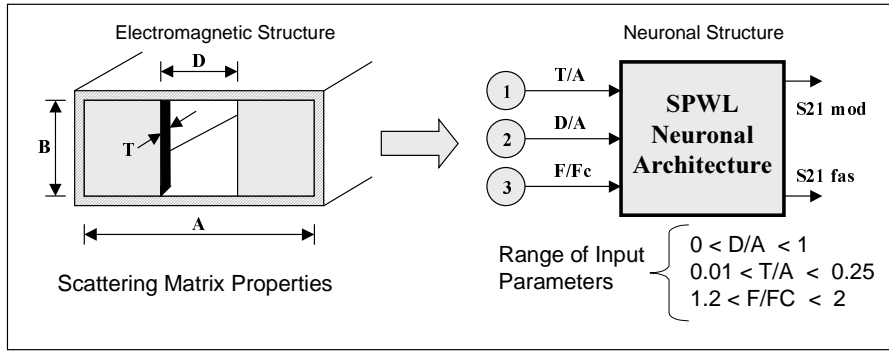 Electromagnetic Structure
D
B
T
A
Scattering Matrix Properties
Neuronal Structure
1
T/A
2
D/A
3
F/Fc
SPWL
Neuronal
Architecture
S21 mod
S21 fas
Range of Input
Parameters
0 < D/A < 1
0.01 < T/A < 0.25
1.2 < F/FC < 2